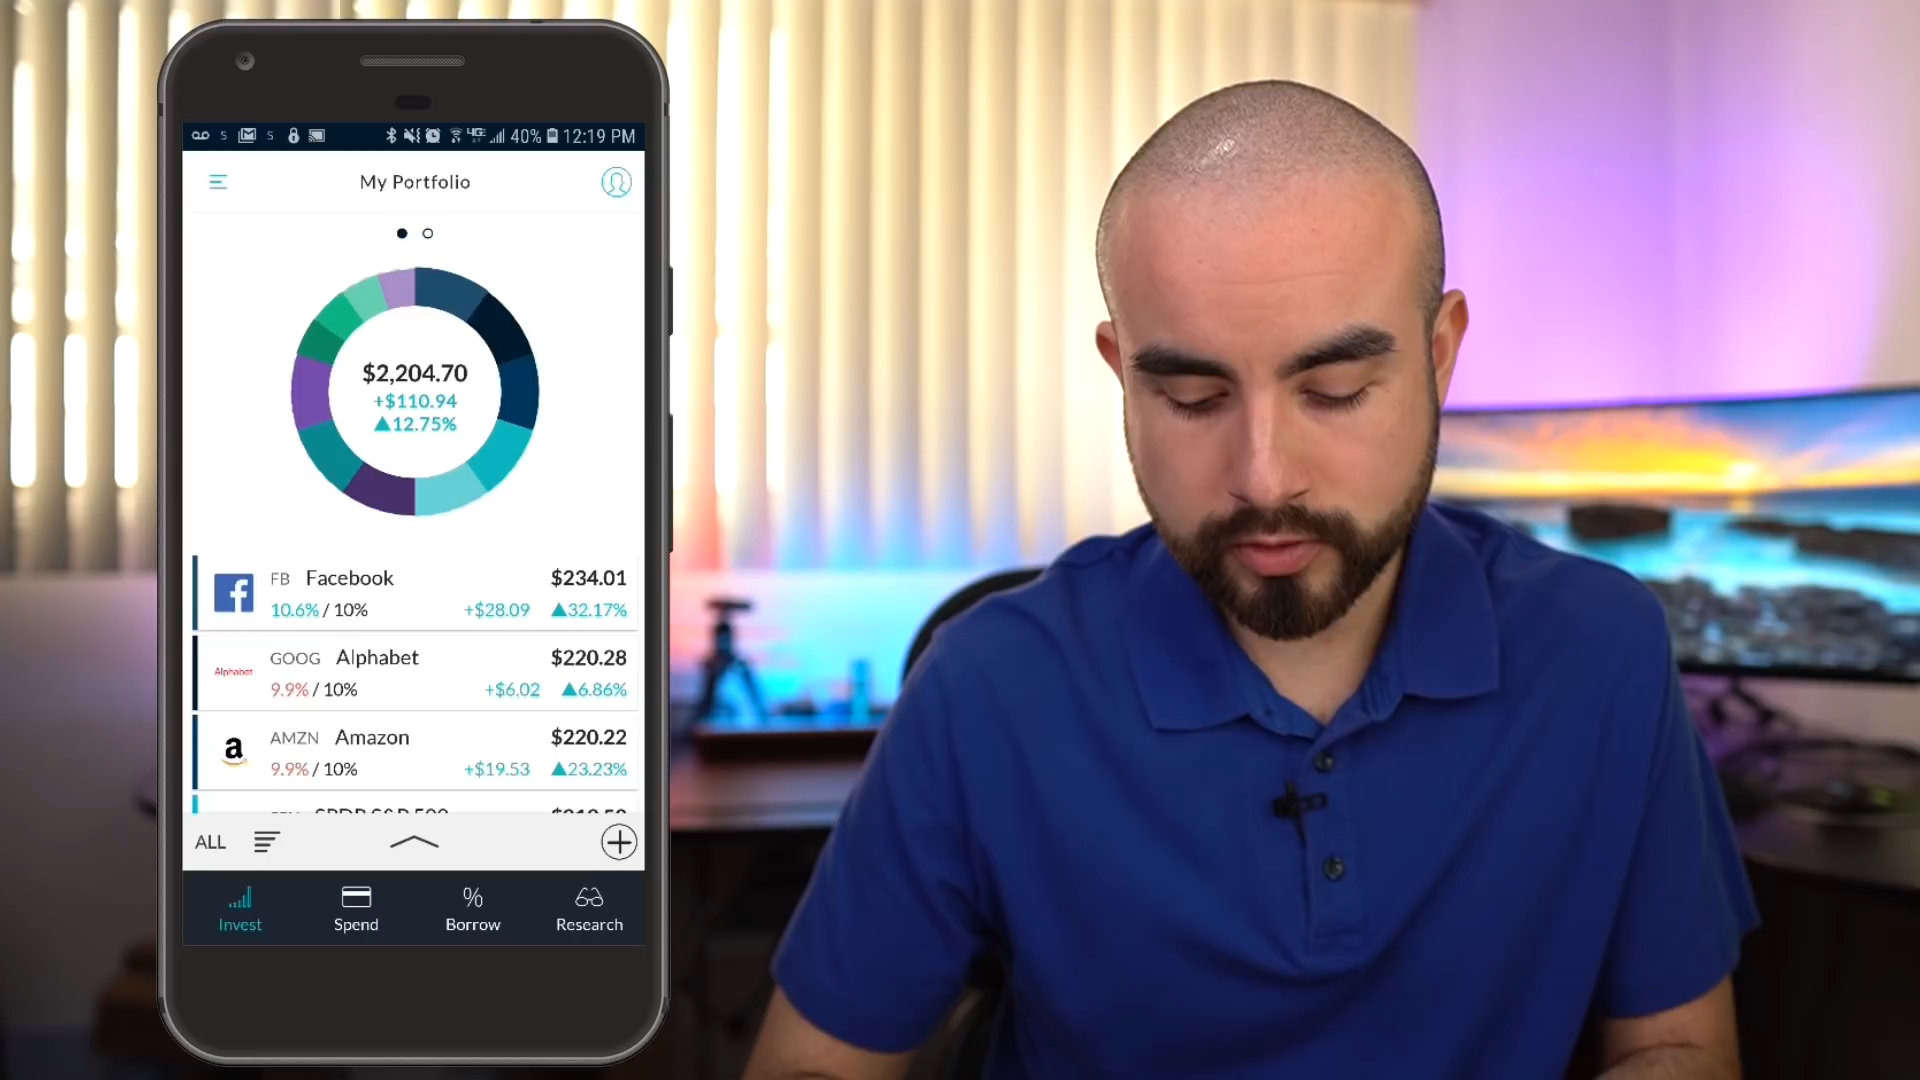 40% 12:19 PM
My Portfolio
$2,204.70
+$110.94
▲12.75%
FB Facebook $234.01
10.6% / 10% +$28.09 ▲32.17%
Alphabet
GOOG Alphabet $220.28
9.9% / 10% +$6.02 ▲6.86%
AMZN Amazon $220.22
9.9% / 10% +$19.53 ▲23.23%
ALL
Invest Spend Borrow Research